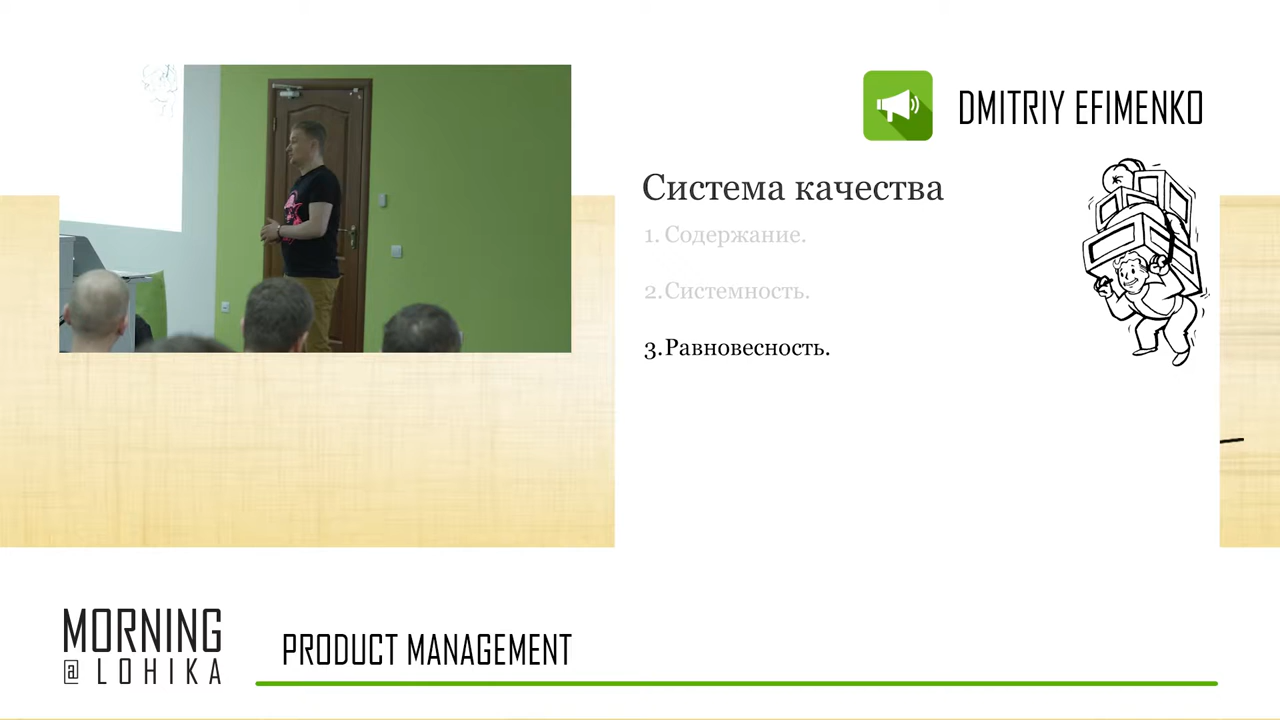 DMITRIY EFIMENKO
Система качества
1. Содержание.
2.Системность.
3.Равновесность.
MORNING
@ LOHIKA
PRODUCT MANAGEMENT